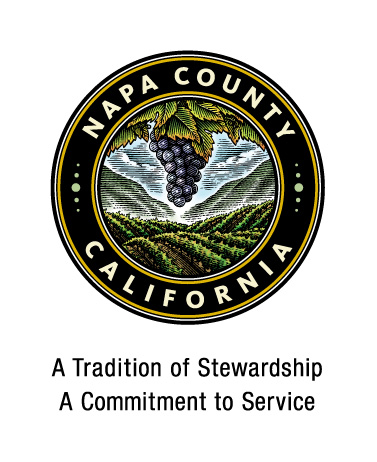 NAPA COUNTY
CALIFORNIA
A Tradition of Stewardship
A Commitment to Service